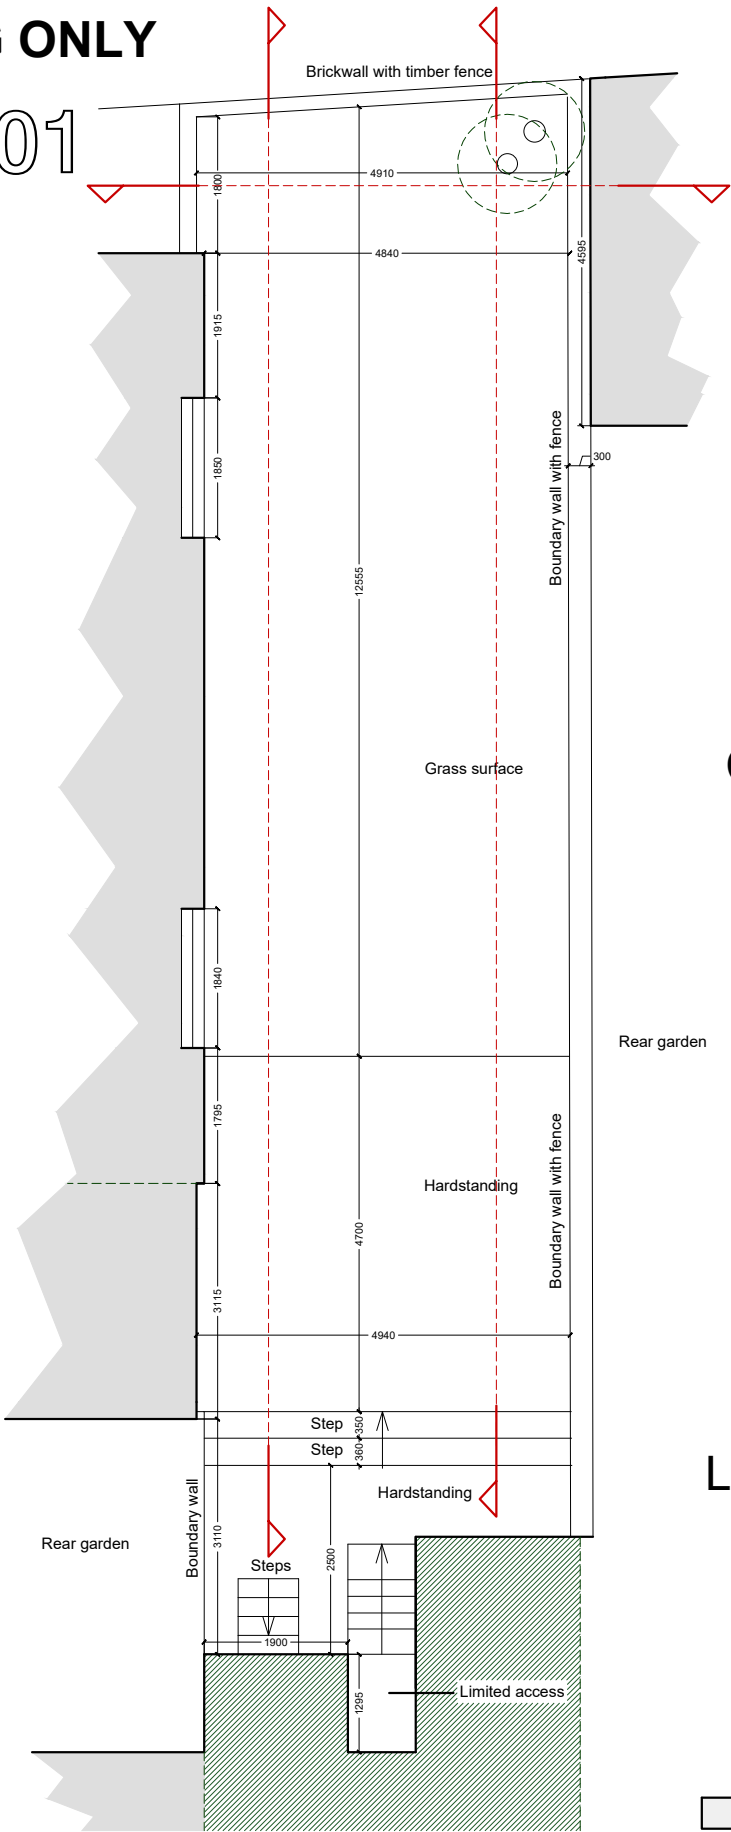 ONLY
01
Brickwall with timber fence
4910
1800
4840
4595
1915
1850
Boundary wall with fence
300
12555
Grass surface
1840
Rear garden
1795
Hardstanding
Boundary wall with fence
4700
3115
4940
Step
350
Step
360
Hardstanding
L
Boundary wall
3110
2500
Rear garden
Steps
1900
1295
Limited access